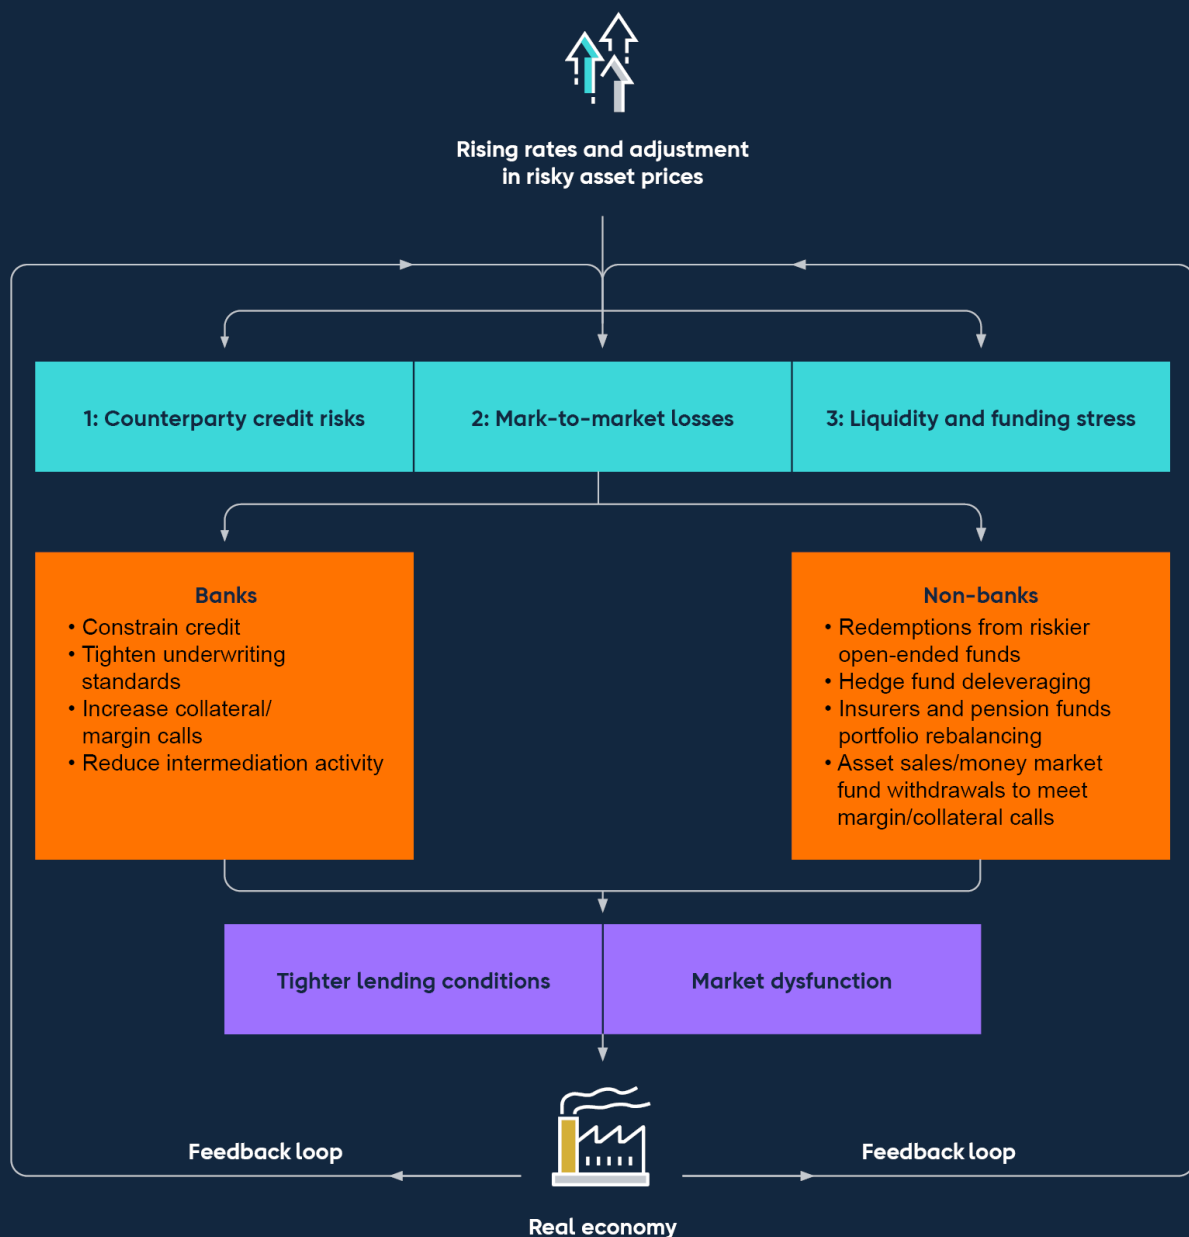 Rising rates and adjustment
in risky asset prices
1: Counterparty credit risks
2: Mark-to-market losses
3: Liquidity and funding stress
Banks
• Constrain credit
• Tighten underwriting
standards
• Increase collateral/
margin calls
• Reduce intermediation activity
Non-banks
• Redemptions from riskier
open-ended funds
• Hedge fund deleveraging
• Insurers and pension funds
portfolio rebalancing
• Asset sales/money market
fund withdrawals to meet
margin/collateral calls
Tighter lending conditions
Market dysfunction
Feedback loop
Feedback loop
Real economy